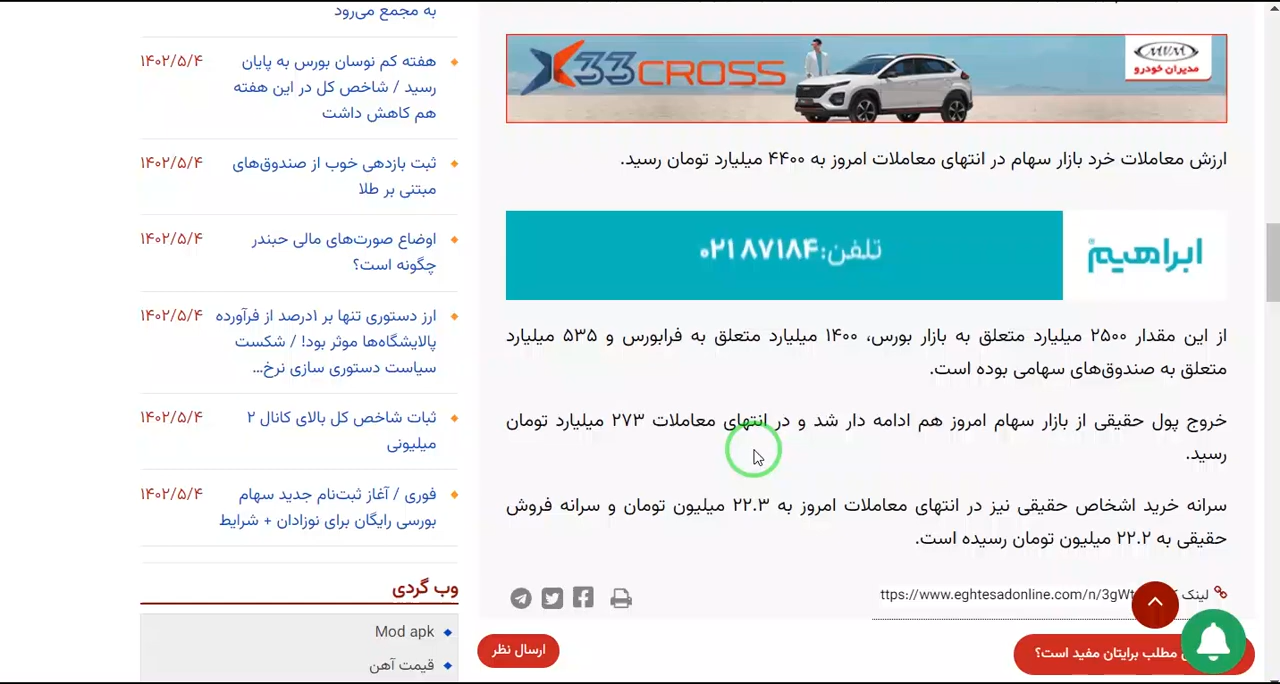 X33CROSS
MVM
مدیران خودرو
ارزش معاملات خرد بازار سهام در انتهای معاملات امروز به ۴۴۰۰ میلیارد تومان رسید.
ابراهیم
تلفن:۰۲۱۸۷۱۸۴
از این مقدار ۲۵۰۰ میلیارد متعلق به بازار بورس، ۱۴۰۰ میلیارد متعلق به فرابورس و ۵۳۵ میلیارد
متعلق به صندوق‌های سهامی بوده است.
خروج پول حقیقی از بازار سهام امروز هم ادامه دار شد و در انتهای معاملات ۲۷۳ میلیارد تومان
رسید.
سرانه خرید اشخاص حقیقی نیز در انتهای معاملات امروز به ۲۲.۳ میلیون تومان و سرانه فروش
حقیقی به ۲۲.۲ میلیون تومان رسیده است.
لینک ttps://www.eghtesadonline.com/n/3gWt
مطلب برایتان مفید است؟
ارسال نظر
به مجمع می‌رود
هفته کم نوسان بورس به پایان ۱۴۰۲/۵/۴
رسید / شاخص کل در این هفته
هم کاهش داشت
ثبت بازدهی خوب از صندوق‌های ۱۴۰۲/۵/۴
مبتنی بر طلا
اوضاع صورت‌های مالی حبندر ۱۴۰۲/۵/۴
چگونه است؟
ارز دستوری تنها بر ۱درصد از فرآورده ۱۴۰۲/۵/۴
پالایشگاه‌ها موثر بود! / شکست
سیاست دستوری سازی نرخ...
ثبات شاخص کل بالای کانال ۲ ۱۴۰۲/۵/۴
میلیونی
فوری / آغاز ثبت‌نام جدید سهام ۱۴۰۲/۵/۴
بورسی رایگان برای نوزادان + شرایط
وب گردی
Mod apk
قیمت آهن